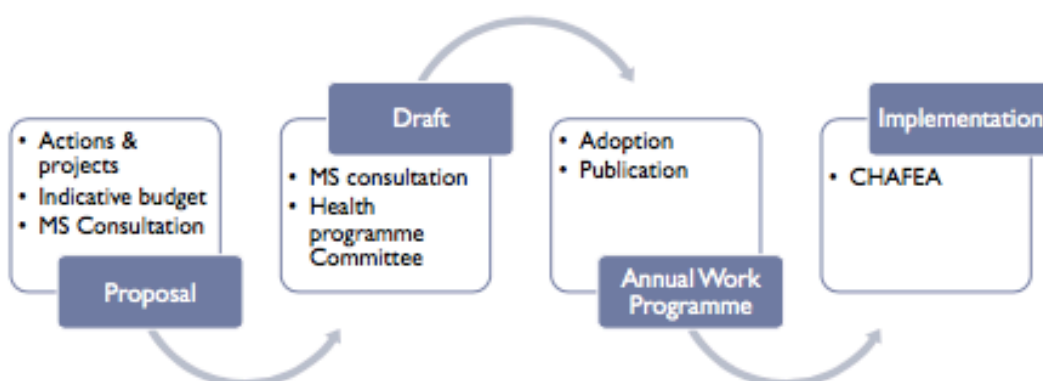 • Actions &
projects
• Indicative budget
• MS Consultation
Proposal
Draft
• MS consultation
• Health
programme
Committee
• Adoption
• Publication
Annual Work
Programme
Implementation
• CHAFEA